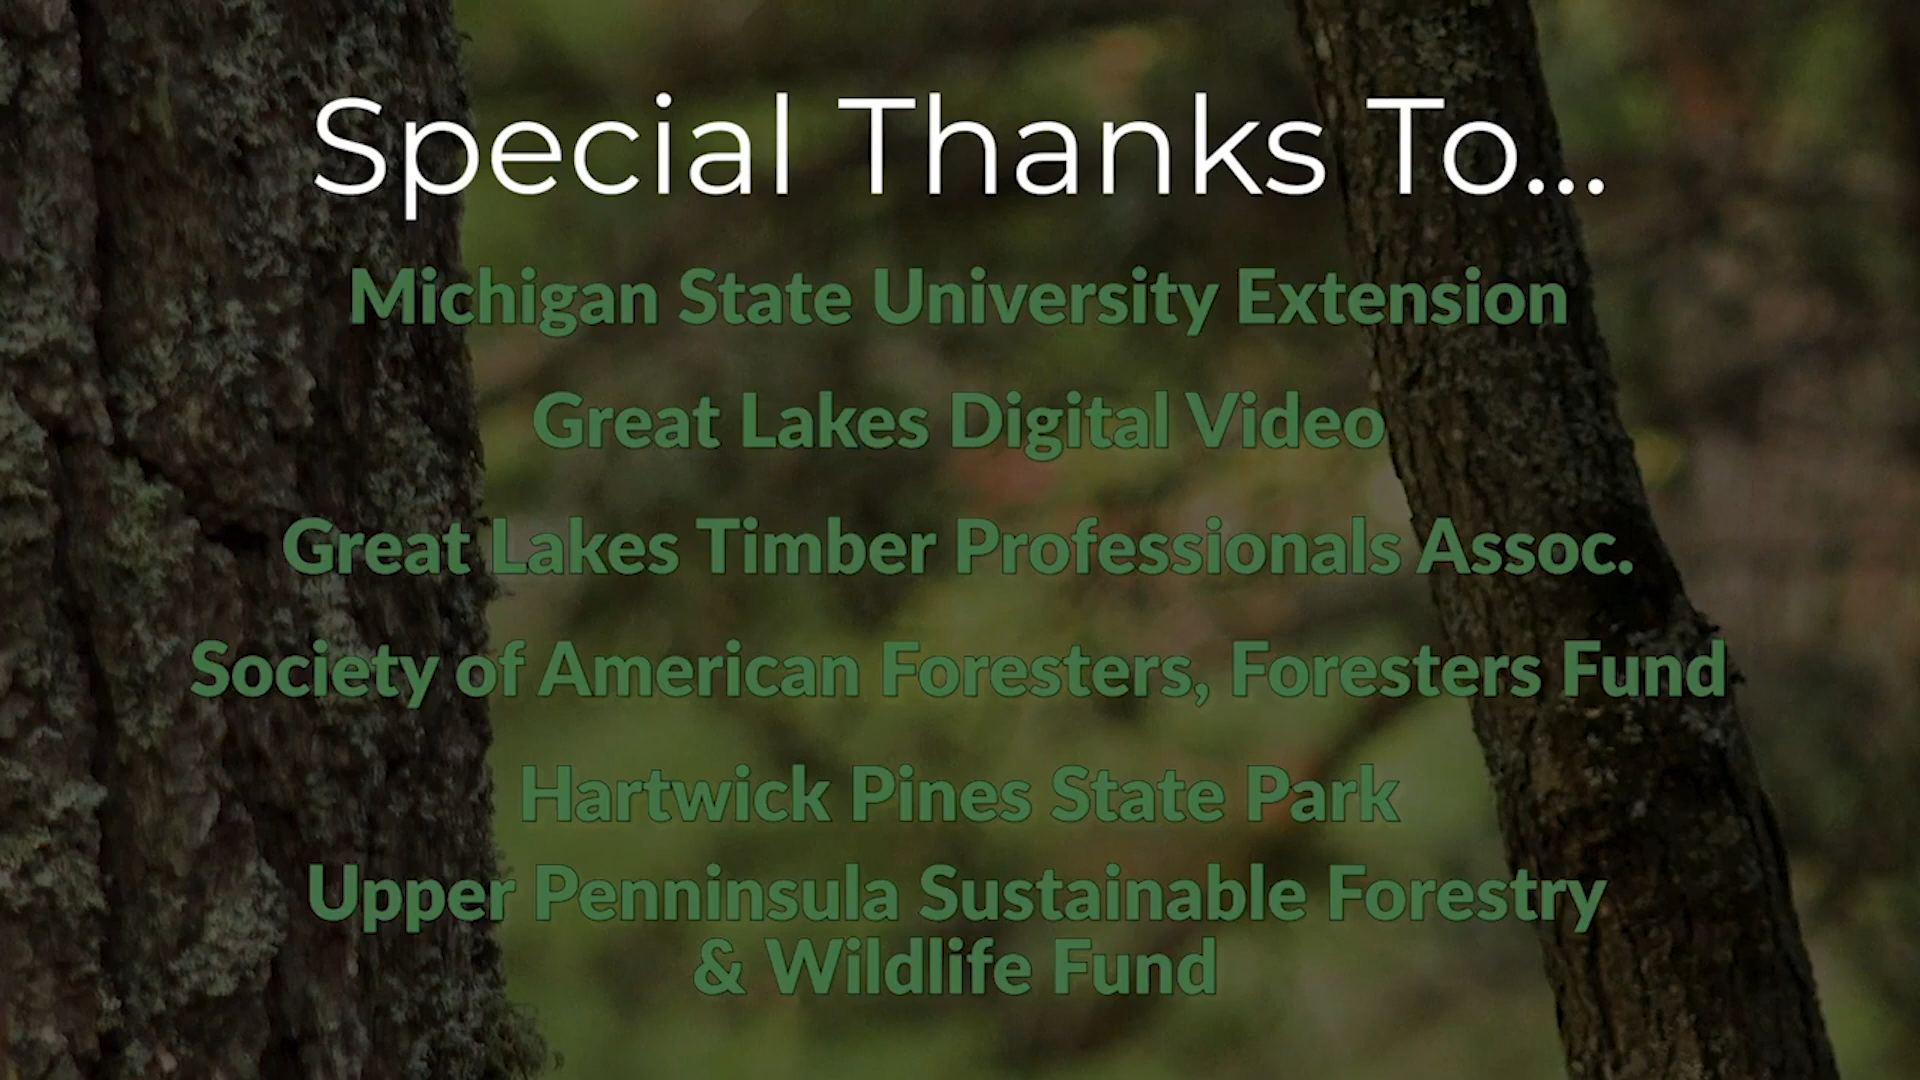 Special Thanks To...
Michigan State University Extension
Great Lakes Digital Video
Great Lakes Timber Professionals Assoc.
Society of American Foresters, Foresters Fund
Hartwick Pines State Park
Upper Penninsula Sustainable Forestry
& Wildlife Fund